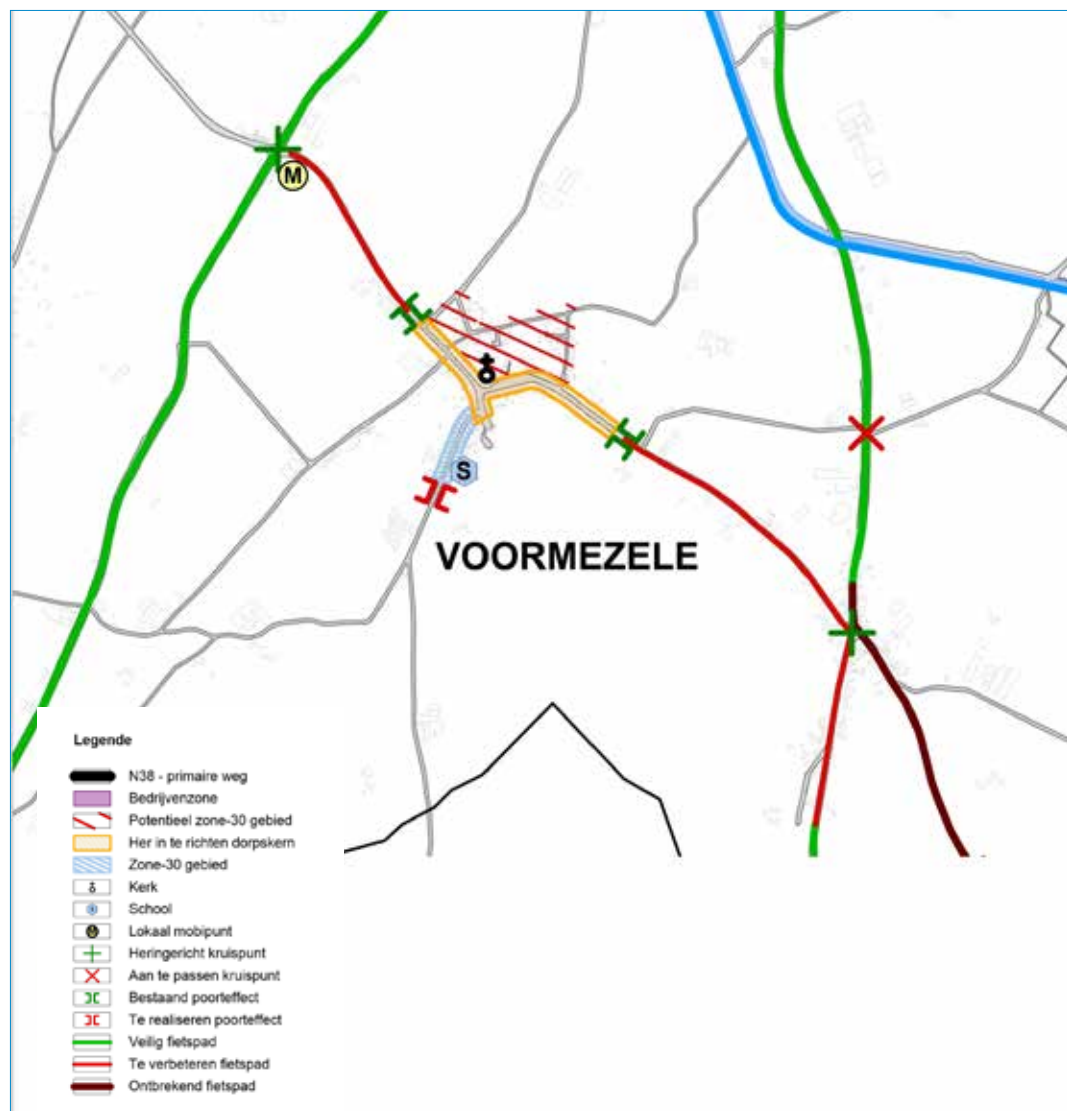 M
S
VOORMEZELE
Legende
N38 - primaire weg
Bedrijvenzone
Potentieel zone-30 gebied
Her in te richten dorpskern
Zone-30 gebied
Kerk
School
Lokaal mobipunt
Heringericht kruispunt
Aan te passen kruispunt
Bestaand poorteffect
Te realiseren poorteffect
Veilig fietspad
Te verbeteren fietspad
Ontbrekend fietspad